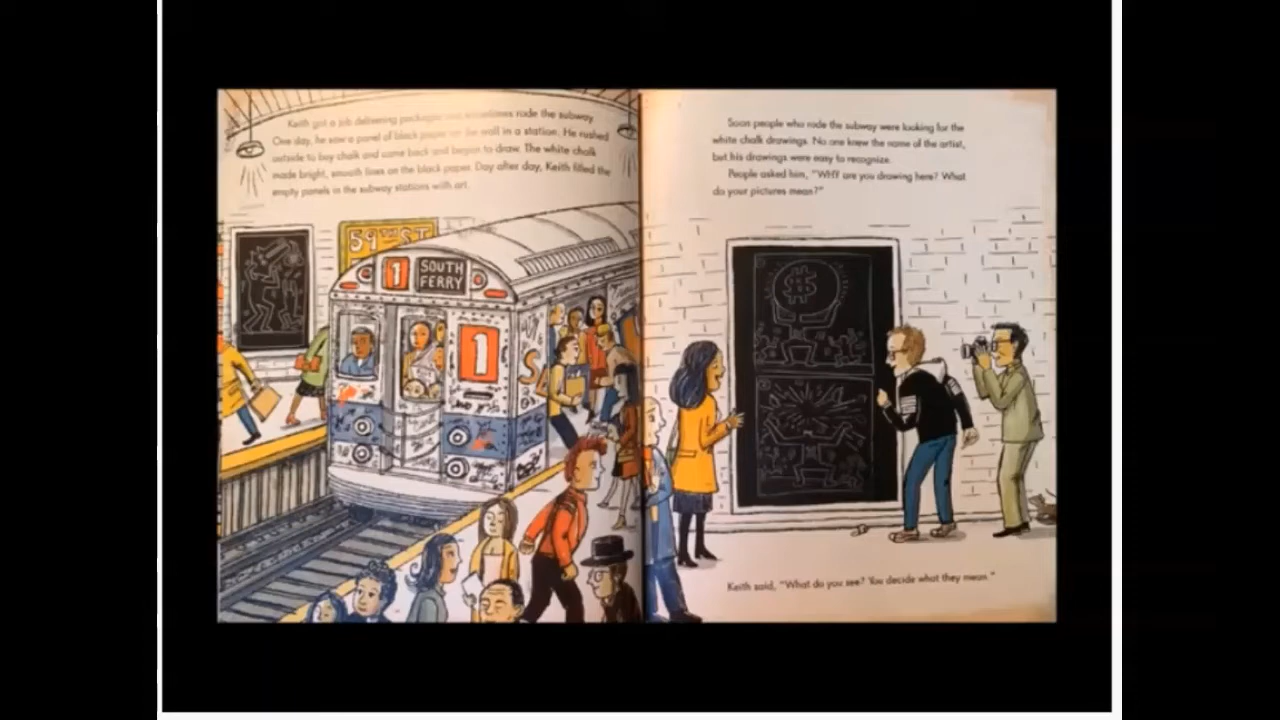 Keith got a job delivering packages and sometimes rode the subway.
One day, he saw a panel of black paper on the wall in a station. He rushed
outside to buy chalk and came back and began to draw. The white chalk
made bright, smooth lines on the black paper. Day after day, Keith filled the
empty panels in the subway stations with art.
59TH ST
1 SOUTH
FERRY
1
S
Soon people who rode the subway were looking for the
white chalk drawings. No one knew the name of the artist,
but his drawings were easy to recognize.
People asked him, "WHY are you drawing here? What
do your pictures mean?"
$
Keith said, "What do you see? You decide what they mean."